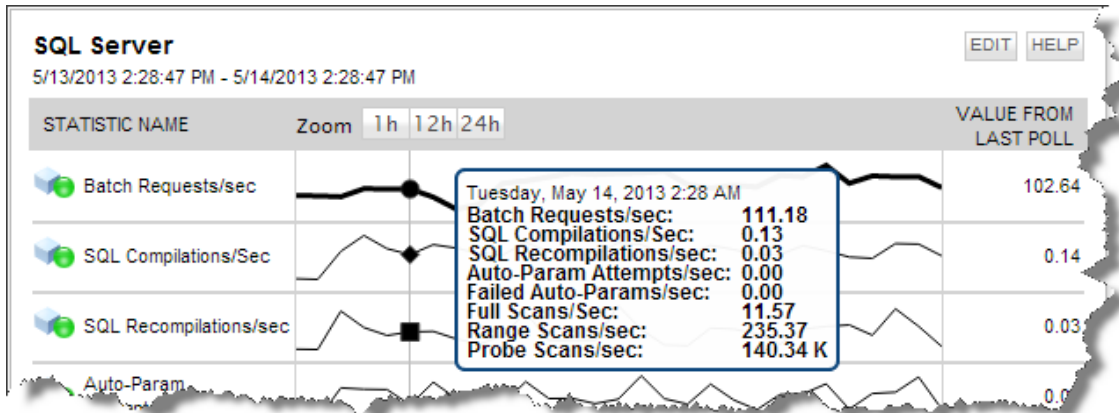 SQL Server
EDIT HELP
5/13/2013 2:28:47 PM - 5/14/2013 2:28:47 PM
STATISTIC NAME Zoom 1h 12h 24h VALUE FROM
LAST POLL
Batch Requests/sec 102.64
SQL Compilations/Sec 0.14
SQL Recompilations/sec 0.03
Auto-Param
Tuesday, May 14, 2013 2:28 AM
Batch Requests/sec: 111.18
SQL Compilations/Sec: 0.13
SQL Recompilations/sec: 0.03
Auto-Param Attempts/sec: 0.00
Failed Auto-Params/sec: 0.00
Full Scans/Sec: 11.57
Range Scans/sec: 235.37
Probe Scans/sec: 140.34 K